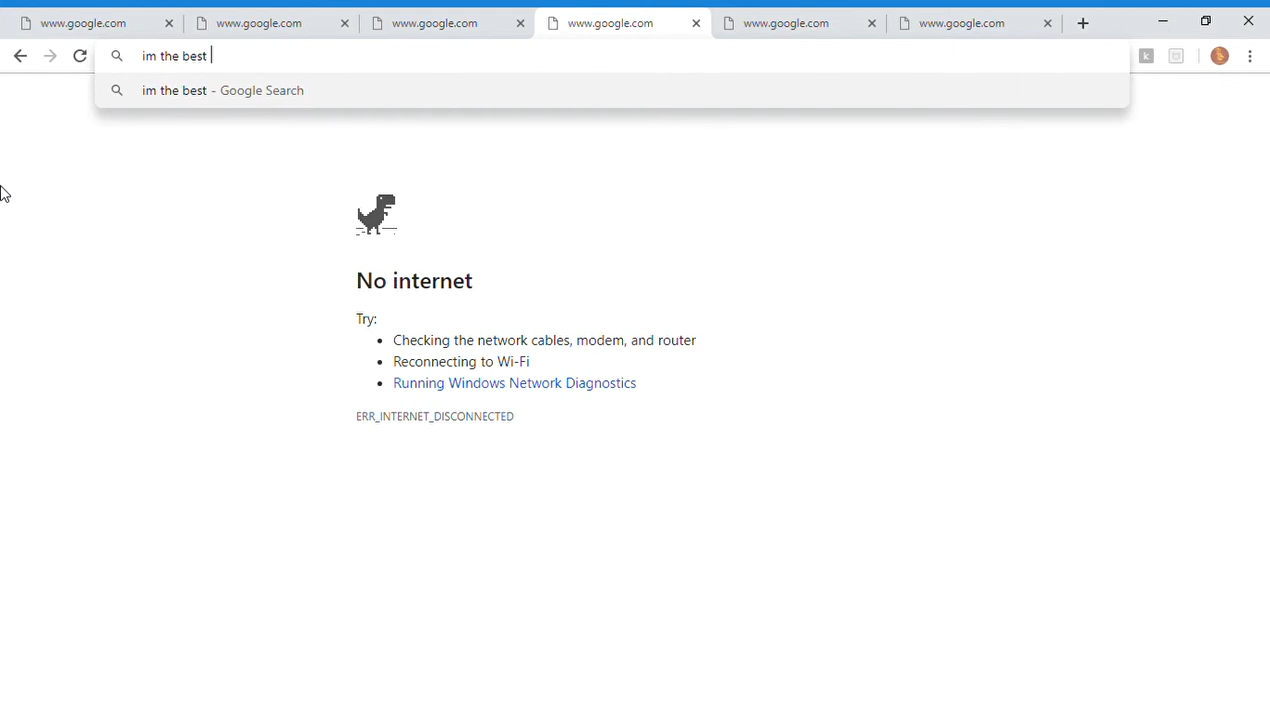 www.google.com www.google.com www.google.com www.google.com www.google.com www.google.com
im the best
k
im the best - Google Search
No internet
Try:
Checking the network cables, modem, and router
Reconnecting to Wi-Fi
Running Windows Network Diagnostics
ERR_INTERNET_DISCONNECTED